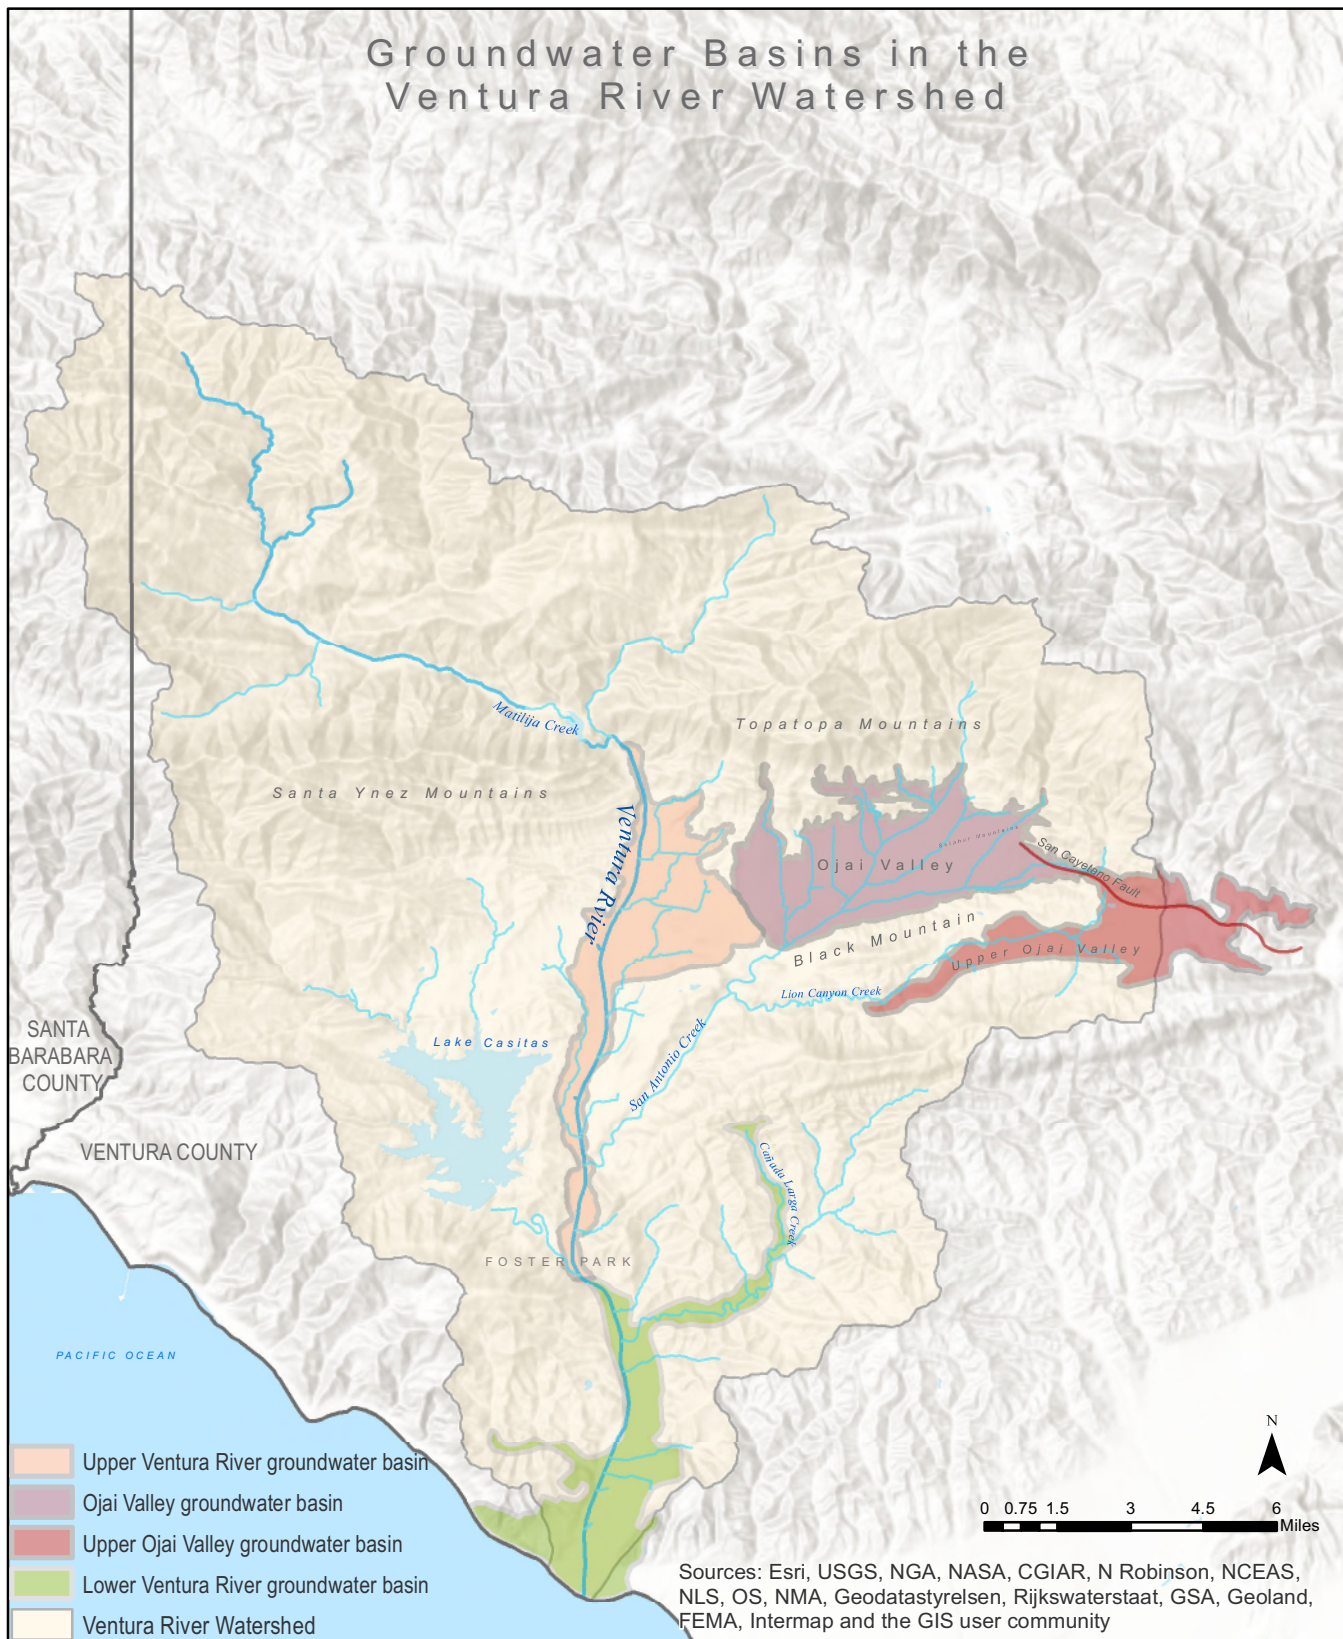 Groundwater Basins in the
Ventura River Watershed
Matilija Creek
Topatopa Mountains
Santa Ynez Mountains
Ventura Rvier
Sulphur Mountains
San Cayetano Fault
Ojai Valley
Black Mountain
Upper Ojai Valley
Lion Canyon Creek
SANTA
BARABARA
COUNTY
Lake Casitas
San Antonio Creek
VENTURA COUNTY
Cañada Larga Creek
FOSTER PARK
PACIFIC OCEAN
N
Upper Ventura River groundwater basin
Ojai Valley groundwater basin
Upper Ojai Valley groundwater basin
Lower Ventura River groundwater basin
Ventura River Watershed
0 0.75 1.5 3 4.5 6
Miles
Sources: Esri, USGS, NGA, NASA, CGIAR, N Robinson, NCEAS,
NLS, OS, NMA, Geodatastyrelsen, Rijkswaterstaat, GSA, Geoland,
FEMA, Intermap and the GIS user community